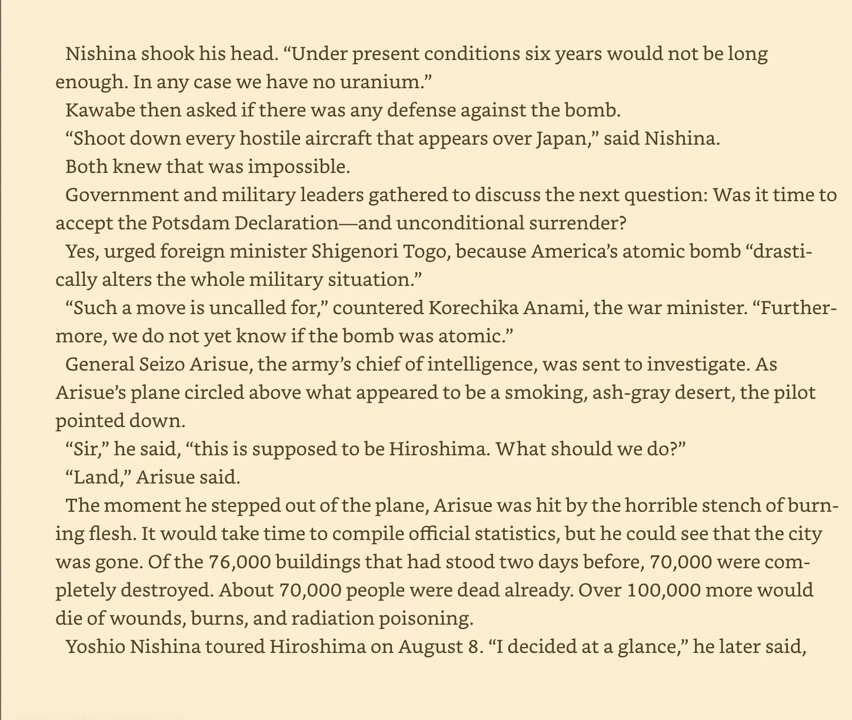 Nishina shook his head. “Under present conditions six years would not be long
enough. In any case we have no uranium.”
Kawabe then asked if there was any defense against the bomb.
“Shoot down every hostile aircraft that appears over Japan,” said Nishina.
Both knew that was impossible.
Government and military leaders gathered to discuss the next question: Was it time to
accept the Potsdam Declaration—and unconditional surrender?
Yes, urged foreign minister Shigenori Togo, because America’s atomic bomb “drasti-
cally alters the whole military situation.”
“Such a move is uncalled for,” countered Korechika Anami, the war minister. “Further-
more, we do not yet know if the bomb was atomic.”
General Seizo Arisue, the army’s chief of intelligence, was sent to investigate. As
Arisue’s plane circled above what appeared to be a smoking, ash-gray desert, the pilot
pointed down.
“Sir,” he said, “this is supposed to be Hiroshima. What should we do?”
“Land,” Arisue said.
The moment he stepped out of the plane, Arisue was hit by the horrible stench of burn-
ing flesh. It would take time to compile official statistics, but he could see that the city
was gone. Of the 76,000 buildings that had stood two days before, 70,000 were com-
pletely destroyed. About 70,000 people were dead already. Over 100,000 more would
die of wounds, burns, and radiation poisoning.
Yoshio Nishina toured Hiroshima on August 8. “I decided at a glance,” he later said,